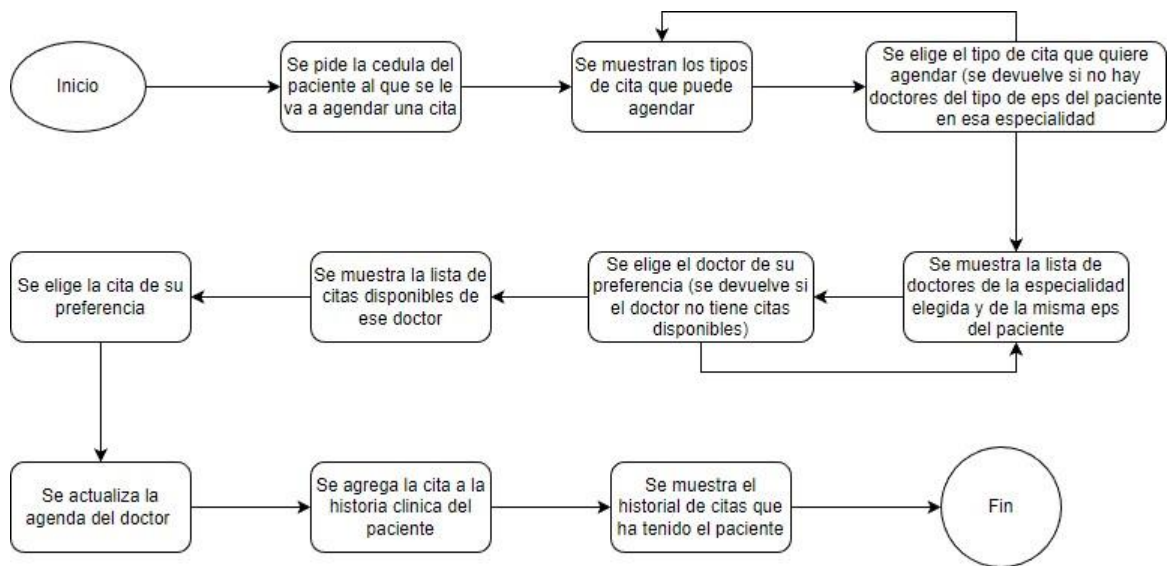 Inicio
Se pide la cedula del
paciente al que se le
va a agendar una cita
Se muestran los tipos
de cita que puede
agendar
Se elige el tipo de cita que quiere
agendar (se devuelve si no hay
doctores del tipo de eps del paciente
en esa especialidad
Se muestra la lista de
doctores de la especialidad
elegida y de la misma eps
del paciente
Se elige el doctor de su
preferencia (se devuelve si
el doctor no tiene citas
disponibles)
Se muestra la lista de
citas disponibles de
ese doctor
Se elige la cita de su
preferencia
Se actualiza la
agenda del doctor
Se agrega la cita a la
historia clinica del
paciente
Se muestra el
historial de citas que
ha tenido el paciente
Fin